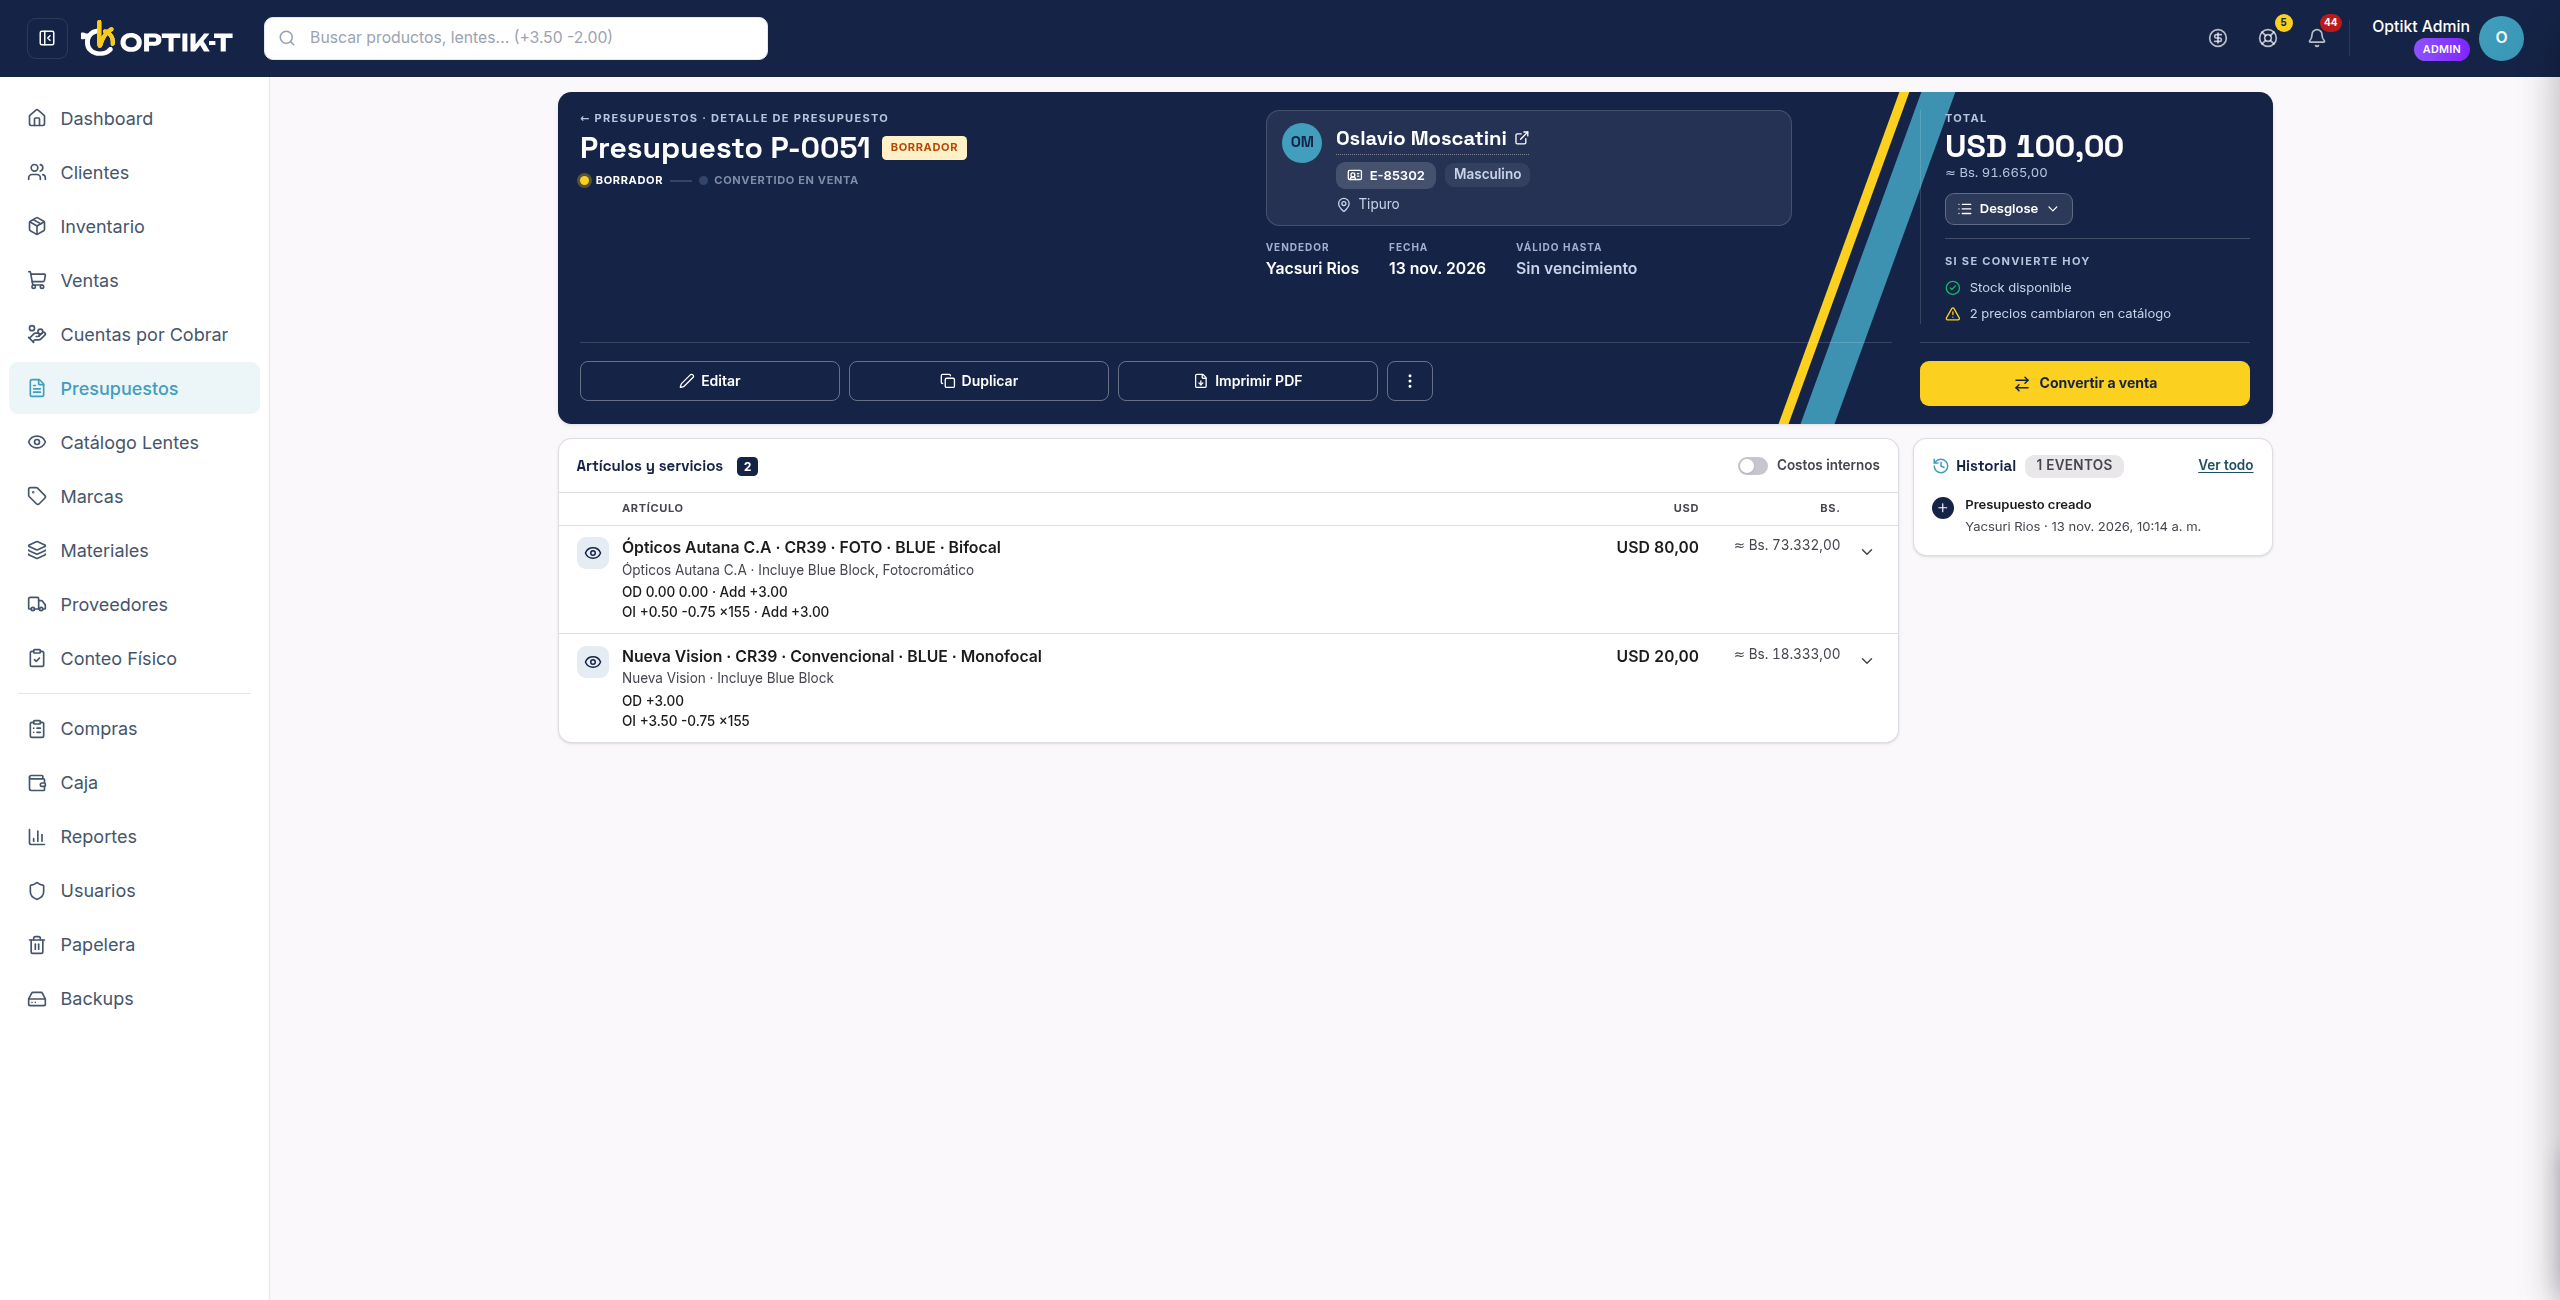 OPTIK-T
Buscar productos, lentes... (+3.50 -2.00)
5
44
Optikt Admin
ADMIN
O
Dashboard
Clientes
Inventario
Ventas
Cuentas por Cobrar
Presupuestos
Catálogo Lentes
Marcas
Materiales
Proveedores
Conteo Físico
Compras
Caja
Reportes
Usuarios
Papelera
Backups
← PRESUPUESTOS · DETALLE DE PRESUPUESTO
Presupuesto P-0051 BORRADOR
BORRADOR CONVERTIDO EN VENTA
OM
Oslavio Moscatini
E-85302 Masculino
Tipuro
VENDEDOR FECHA VÁLIDO HASTA
Yacsuri Rios 13 nov. 2026 Sin vencimiento
TOTAL
USD 100,00
≈ Bs. 91.665,00
Desglose
SI SE CONVIERTE HOY
Stock disponible
2 precios cambiaron en catálogo
Editar Duplicar Imprimir PDF
Convertir a venta
Artículos y servicios 2 Costos internos
ARTÍCULO USD BS.
Ópticos Autana C.A · CR39 · FOTO · BLUE · Bifocal USD 80,00 ≈ Bs. 73.332,00
Ópticos Autana C.A · Incluye Blue Block, Fotocromático
OD 0.00 0.00 · Add +3.00
OI +0.50 -0.75 ×155 · Add +3.00
Nueva Vision · CR39 · Convencional · BLUE · Monofocal USD 20,00 ≈ Bs. 18.333,00
Nueva Vision · Incluye Blue Block
OD +3.00
OI +3.50 -0.75 ×155
Historial 1 EVENTOS Ver todo
Presupuesto creado
Yacsuri Rios · 13 nov. 2026, 10:14 a. m.